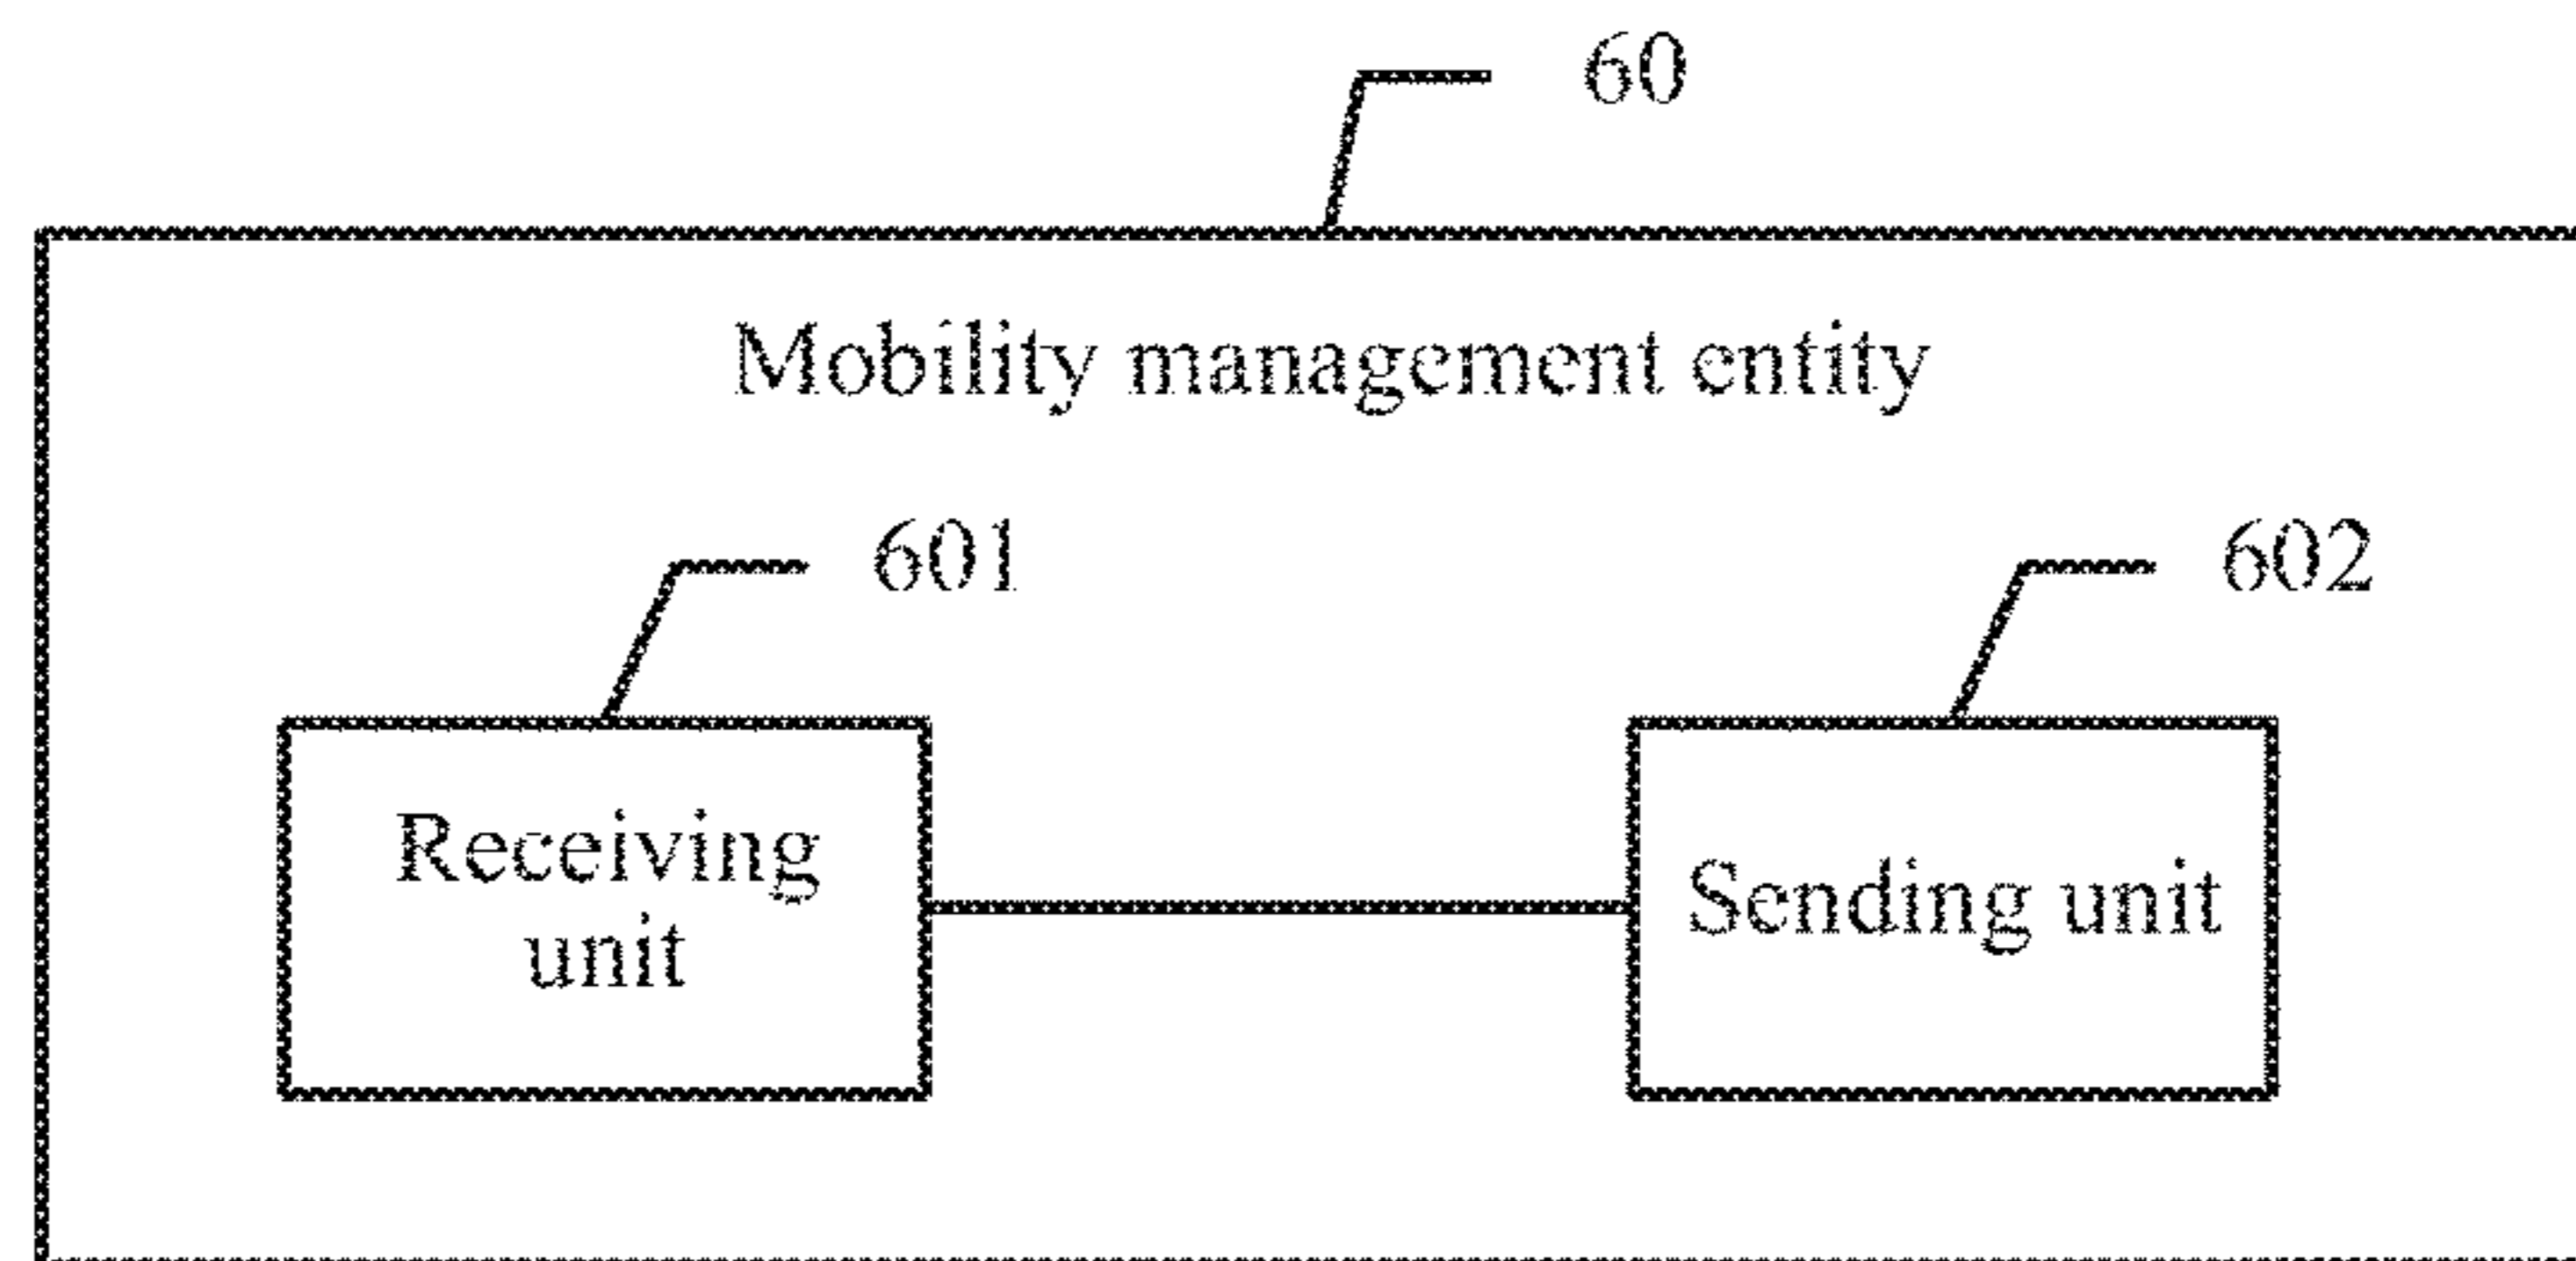 60
Mobility management entity
601
602
Receiving
unit
Sending unit